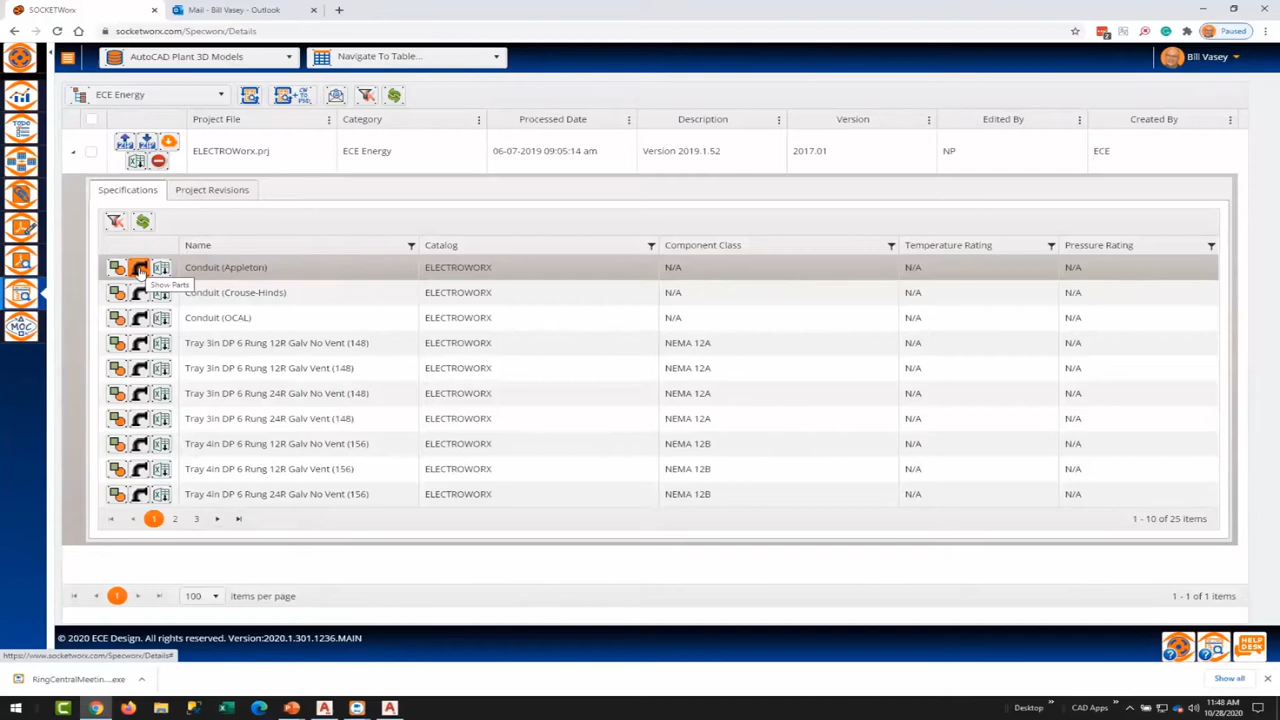 SOCKETWorx
Mail - Bill Vasey - Outlook
socketworx.com/Specworx/Details
Paused
AutoCAD Plant 3D Models
Navigate To Table...
Bill Vasey
TODO
MOC
ECE Energy
Project File
Category
Processed Date
Description
Version
Edited By
Created By
ELECTROWorx.prj
ECE Energy
06-07-2019 09:05:14 am
Version 2019.1.52
2017.01
NP
ECE
Specifications
Project Revisions
Name
Catalog
Component Class
Temperature Rating
Pressure Rating
Conduit (Appleton) ELECTROWORX N/A N/A N/A
Show Parts
Conduit (Crouse-Hinds) ELECTROWORX N/A N/A N/A
Conduit (OCAL) ELECTROWORX N/A N/A N/A
Tray 3in DP 6 Rung 12R Galv No Vent (148) ELECTROWORX NEMA 12A N/A N/A
Tray 3in DP 6 Rung 12R Galv Vent (148) ELECTROWORX NEMA 12A N/A N/A
Tray 3in DP 6 Rung 24R Galv No Vent (148) ELECTROWORX NEMA 12A N/A N/A
Tray 3in DP 6 Rung 24R Galv Vent (148) ELECTROWORX NEMA 12A N/A N/A
Tray 4in DP 6 Rung 12R Galv No Vent (156) ELECTROWORX NEMA 12B N/A N/A
Tray 4in DP 6 Rung 12R Galv Vent (156) ELECTROWORX NEMA 12B N/A N/A
Tray 4in DP 6 Rung 24R Galv No Vent (156) ELECTROWORX NEMA 12B N/A N/A
1 2 3
1 - 10 of 25 items
1
100
items per page
1 - 1 of 1 items
© 2020 ECE Design. All rights reserved. Version:2020.1.301.1236.MAIN
HELP
DESK
https://www.socketworx.com/Specworx/Details#
RingCentralMeetin....exe
Show all
Desktop
CAD Apps
11:48 AM
10/28/2020